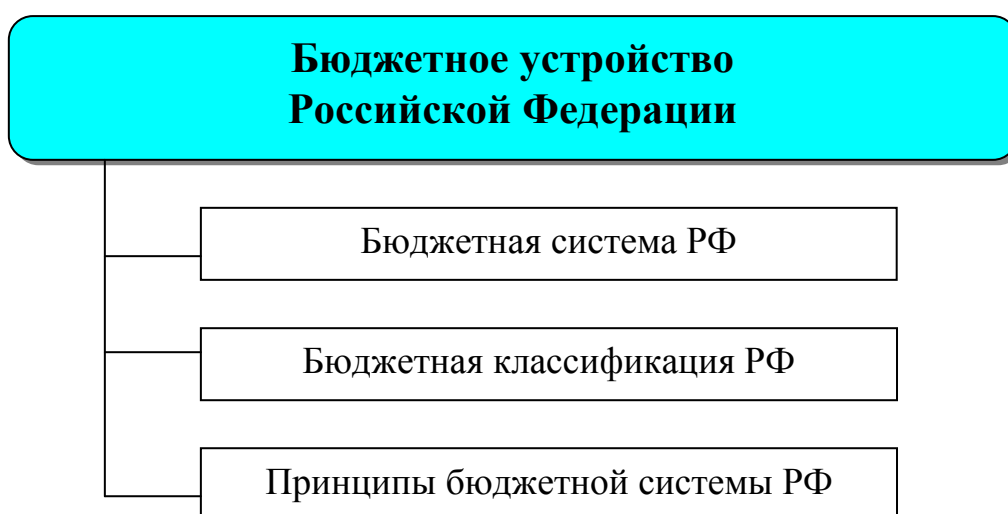 Бюджетное устройство
Российской Федерации
Бюджетная система РФ
Бюджетная классификация РФ
Принципы бюджетной системы РФ